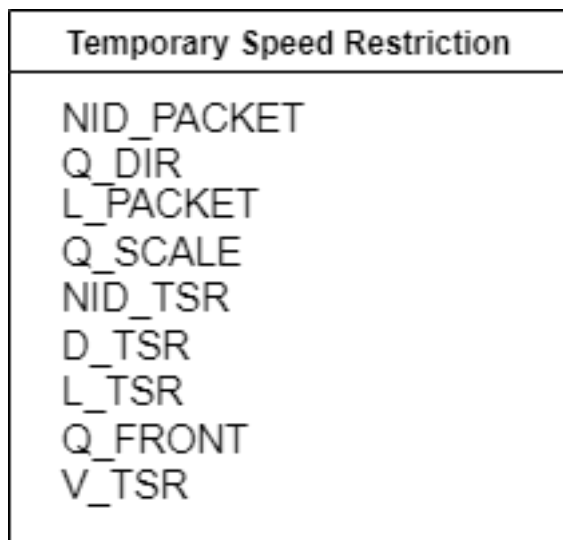 Temporary Speed Restriction
NID_PACKET
Q_DIR
L_PACKET
Q_SCALE
NID_TSR
D_TSR
L_TSR
Q_FRONT
V_TSR